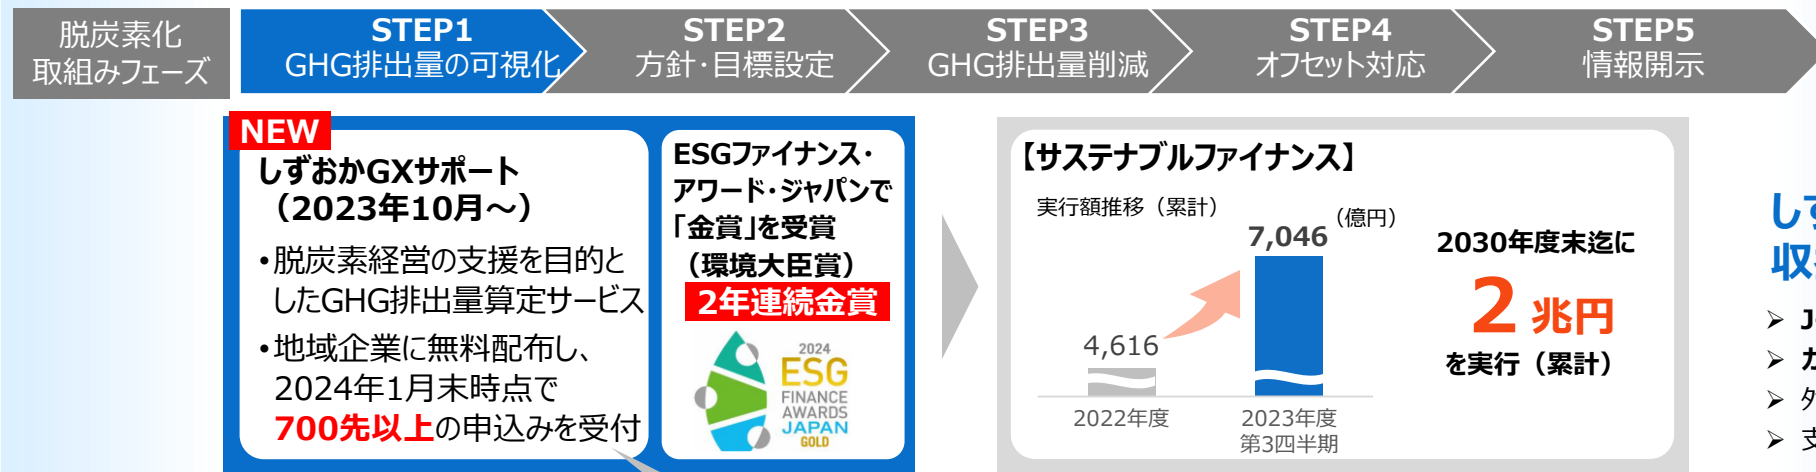 脱炭素化
取組みフェーズ
STEP1
GHG排出量の可視化
STEP2
方針・目標設定
STEP3
GHG排出量削減
STEP4
オフセット対応
STEP5
情報開示
NEW
しずおかGXサポート
（2023年10月～）
•脱炭素経営の支援を目的と
したGHG排出量算定サービス
•地域企業に無料配布し、
2024年1月末時点で
700先以上の申込みを受付
ESGファイナンス・
アワード・ジャパンで
「金賞」を受賞
（環境大臣賞）
2年連続金賞
2024
ESG
FINANCE
AWARDS
JAPAN
GOLD
【サステナブルファイナンス】
実行額推移（累計）
（億円）
7,046
4,616
2022年度
2023年度
第3四半期
2030年度末迄に
2 兆円
を実行（累計）
し
収
➢ J
➢
➢ 外
➢ 支